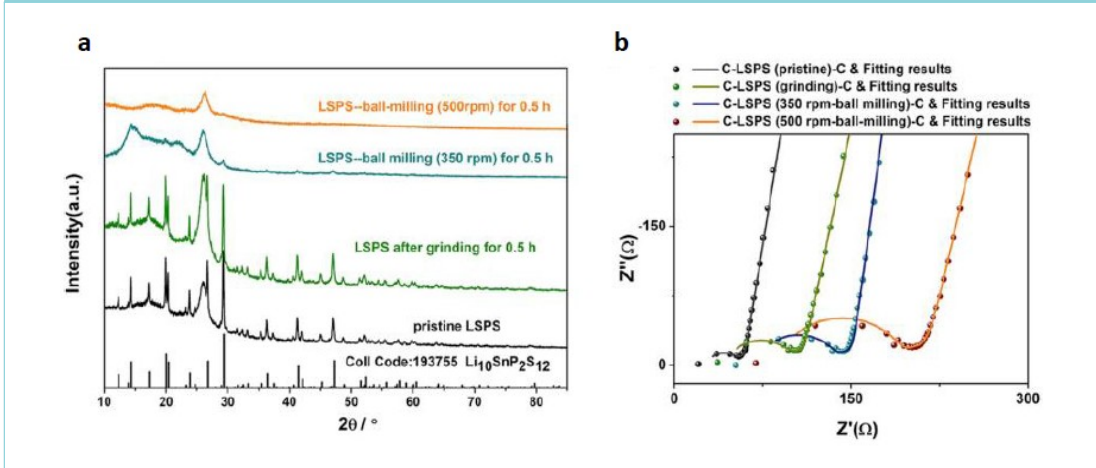 a
LSPS--ball-milling (500rpm) for 0.5 h
LSPS--ball milling (350 rpm) for 0.5 h
LSPS after grinding for 0.5 h
pristine LSPS
Coll Code:193755 Li10SnP2S12
Intensity(a.u.)
10 20 30 40 50 60 70 80
2θ / °
b
C-LSPS (pristine)-C & Fitting results
C-LSPS (grinding)-C & Fitting results
C-LSPS (350 rpm-ball milling)-C & Fitting results
C-LSPS (500 rpm-ball-milling)-C & Fitting results
-150
0
Z''(Ω)
0 150 300
Z'(Ω)